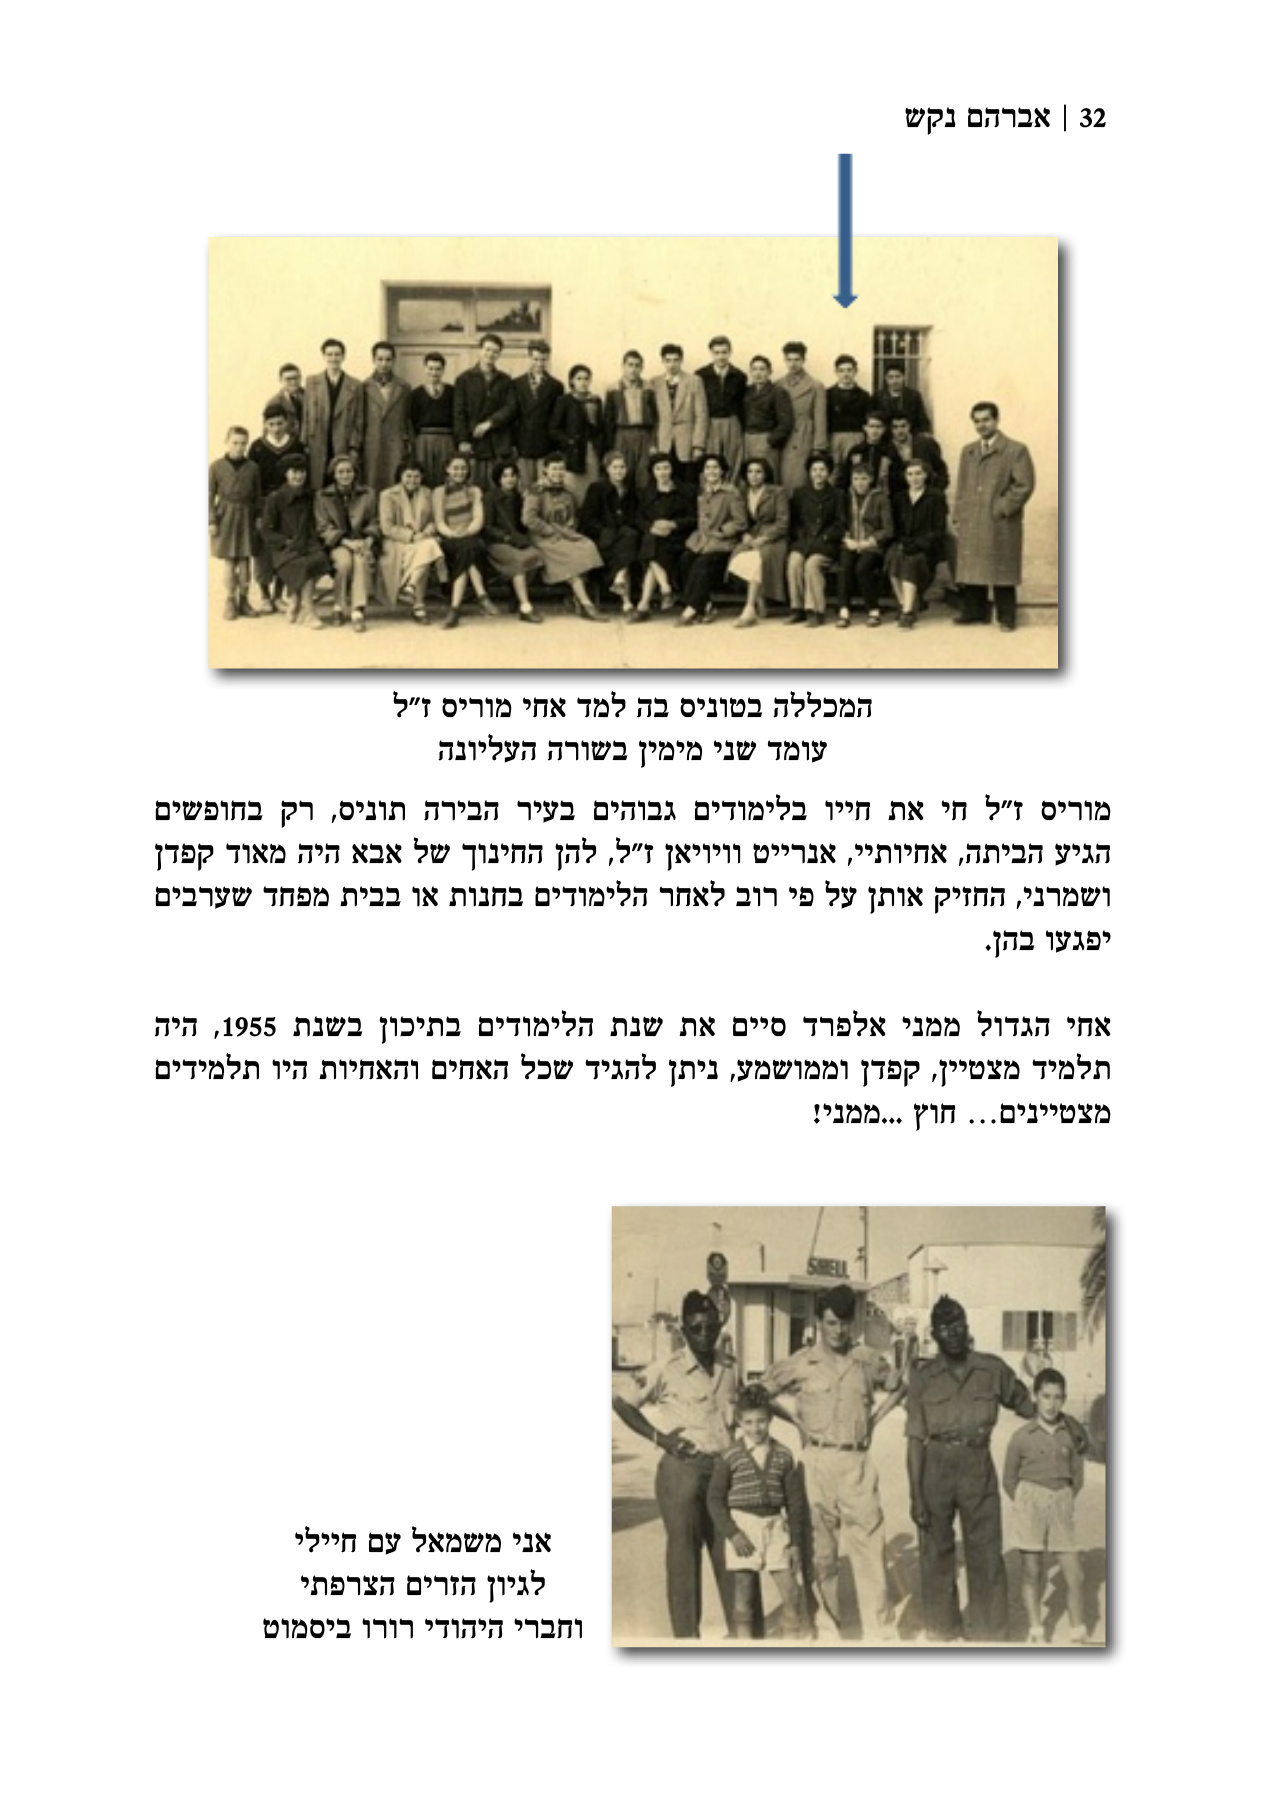 32 | אברהם נקש
המכללה בטוניס בה למד אחי מוריס ז"ל
עומד שני מימין בשורה העליונה
מוריס ז"ל חי את חייו בלימודים גבוהים בעיר הבירה תוניס, רק בחופשים
הגיע הביתה, אחיותיי, אנרייט וויויאן ז"ל, להן החינוך של אבא היה מאוד קפדן
ושמרני, החזיק אותן על פי רוב לאחר הלימודים בחנות או בבית מפחד שערבים
יפגעו בהן.
אחי הגדול ממני אלפרד סיים את שנת הלימודים בתיכון בשנת 1955, היה
תלמיד מצטיין, קפדן וממושמע, ניתן להגיד שכל האחים והאחיות היו תלמידים
מצטיינים... חוץ ...ממני!
SHELL
אני משמאל עם חיילי
לגיון הזרים הצרפתי
וחברי היהודי רורו ביסמוט